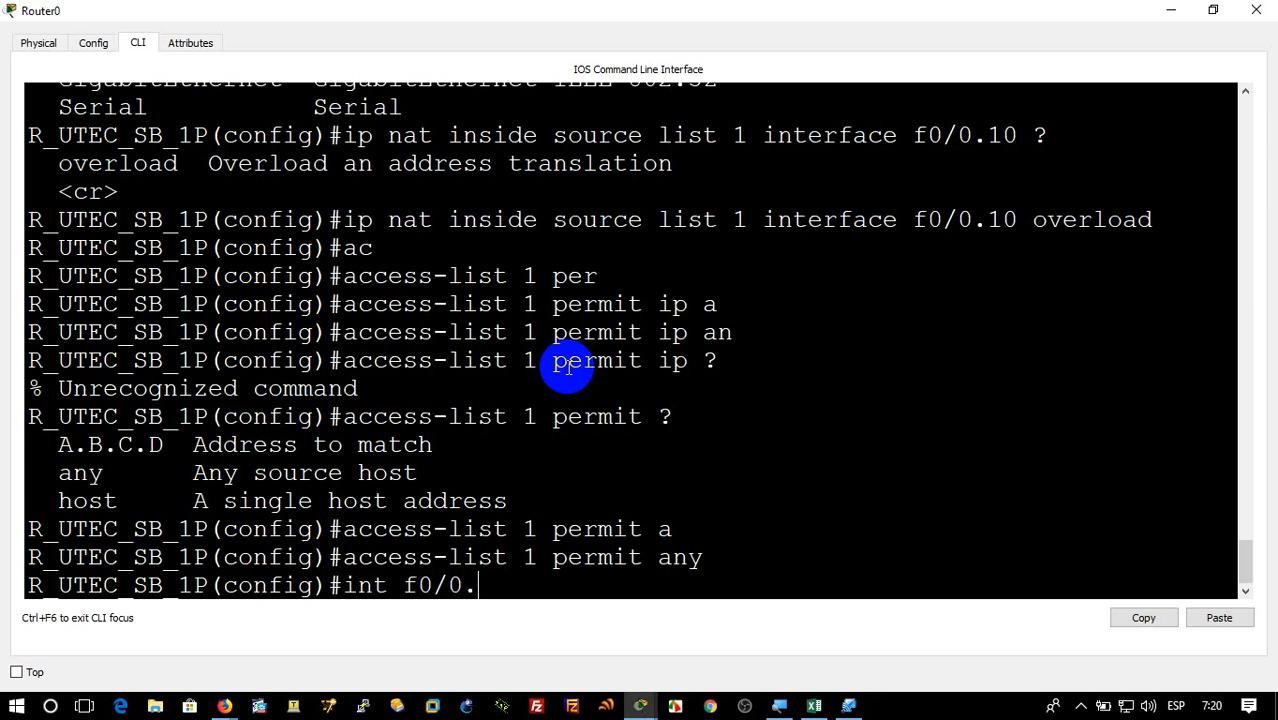 Router0
Physical Config CLI Attributes
IOS Command Line Interface
Serial Serial
R_UTEC_SB_1P(config)#ip nat inside source list 1 interface f0/0.10 ?
overload Overload an address translation
<cr>
R_UTEC_SB_1P(config)#ip nat inside source list 1 interface f0/0.10 overload
R_UTEC_SB_1P(config)#ac
R_UTEC_SB_1P(config)#access-list 1 per
R_UTEC_SB_1P(config)#access-list 1 permit ip a
R_UTEC_SB_1P(config)#access-list 1 permit ip an
R_UTEC_SB_1P(config)#access-list 1 permit ip ?
% Unrecognized command
R_UTEC_SB_1P(config)#access-list 1 permit ?
A.B.C.D Address to match
any Any source host
host A single host address
R_UTEC_SB_1P(config)#access-list 1 permit a
R_UTEC_SB_1P(config)#access-list 1 permit any
R_UTEC_SB_1P(config)#int f0/0.
Ctrl+F6 to exit CLI focus
Copy Paste
Top
ESP 7:20